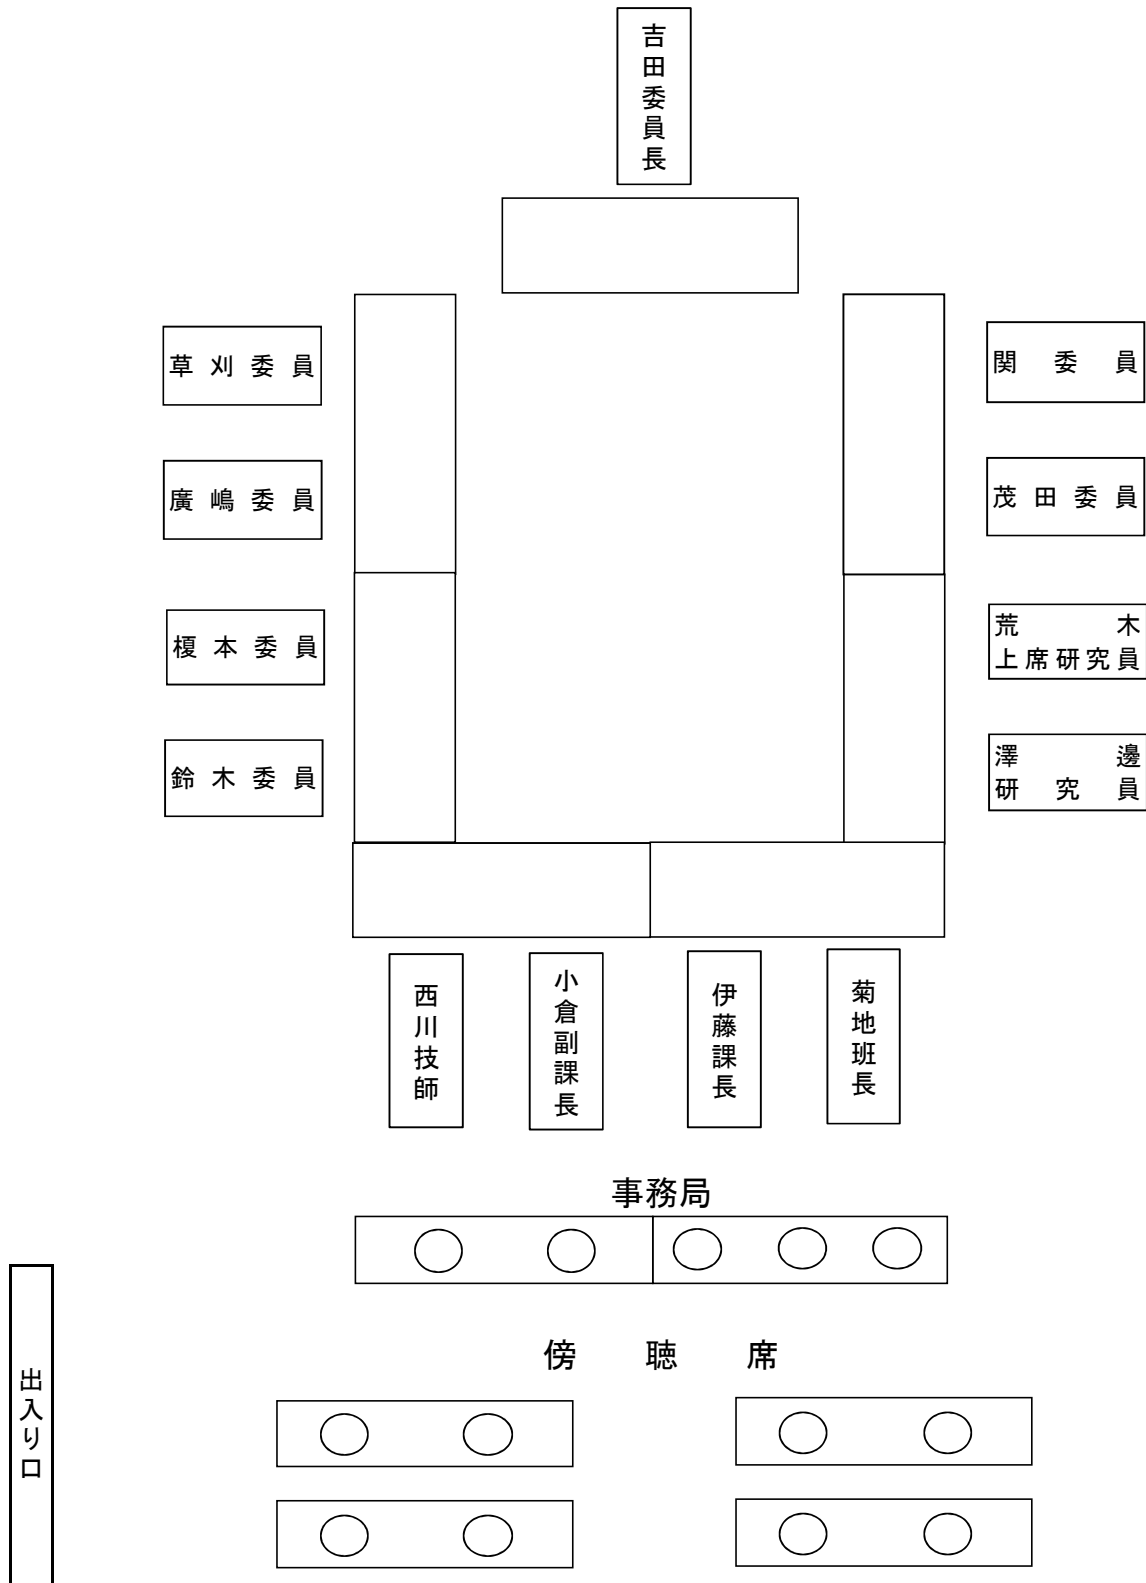 吉田委員長
草刈委員
関委員
廣嶋委員
茂田委員
榎本委員
荒木
上席研究員
鈴木委員
澤邊
研究員
西川技師
小倉副課長
伊藤課長
菊地班長
事務局
傍聴席
出入り口